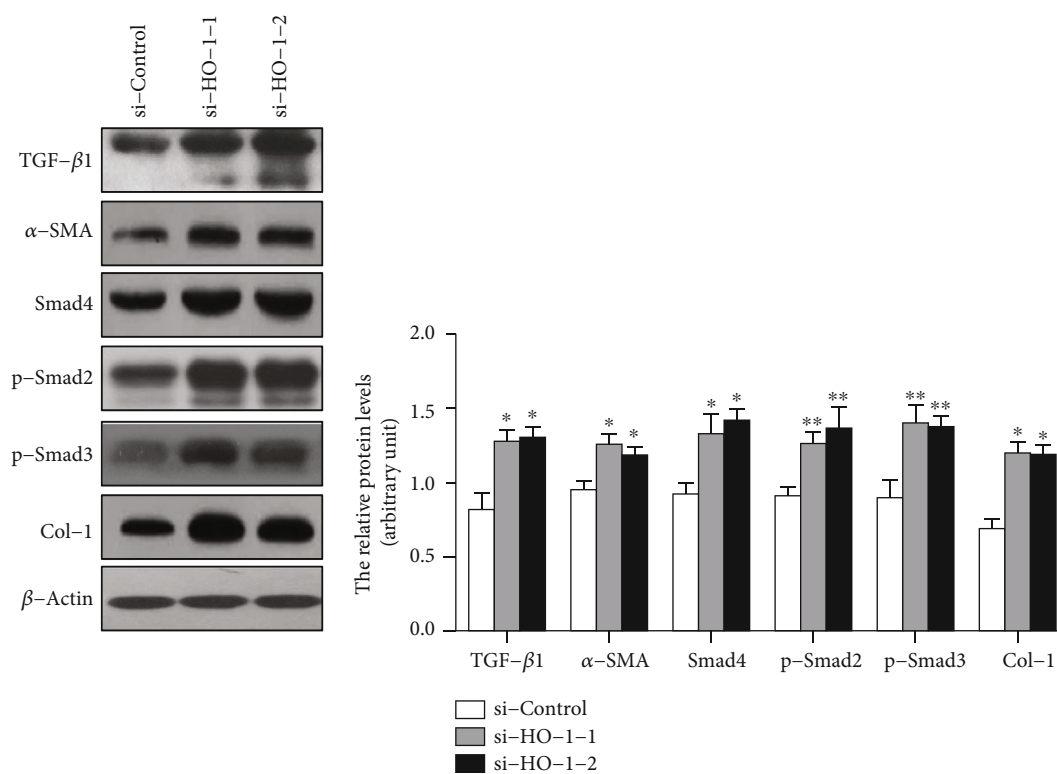 si–Control
si–HO–1–1
si–HO–1–2
TGF–β1
α–SMA
Smad4
p–Smad2
p–Smad3
Col–1
β–Actin
The relative protein levels
(arbitrary unit)
2.0
1.5
1.0
0.5
0.0
* *
* *
* *
** **
** **
* *
TGF–β1 α–SMA Smad4 p–Smad2 p–Smad3 Col–1
si–Control
si–HO–1–1
si–HO–1–2